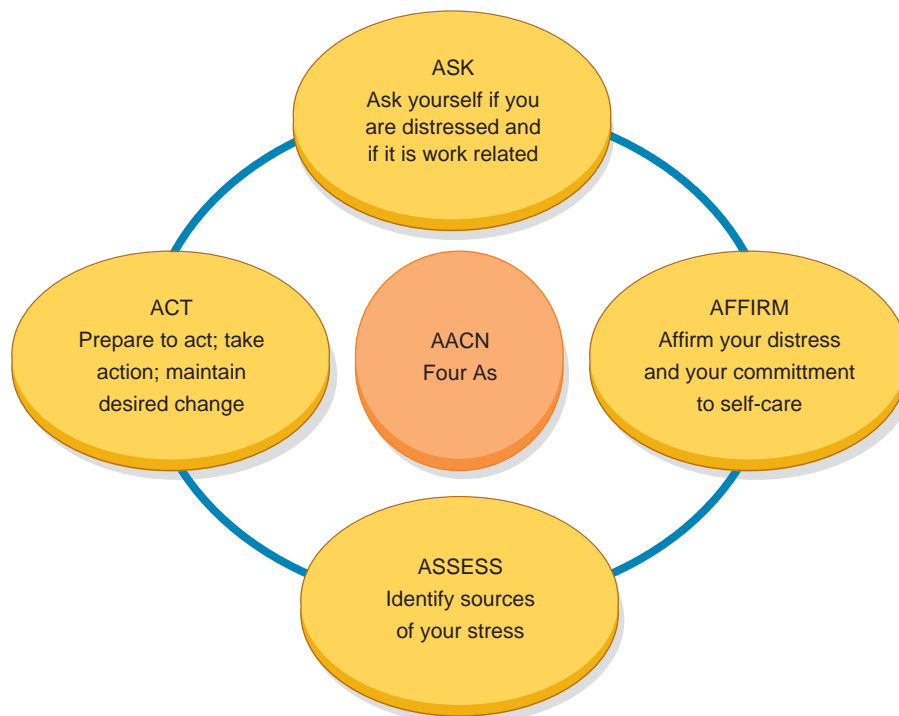 ASK
Ask yourself if you
are distressed and
if it is work related
ACT
Prepare to act; take
action; maintain
desired change
AACN
Four As
AFFIRM
Affirm your distress
and your committment
to self-care
ASSESS
Identify sources
of your stress